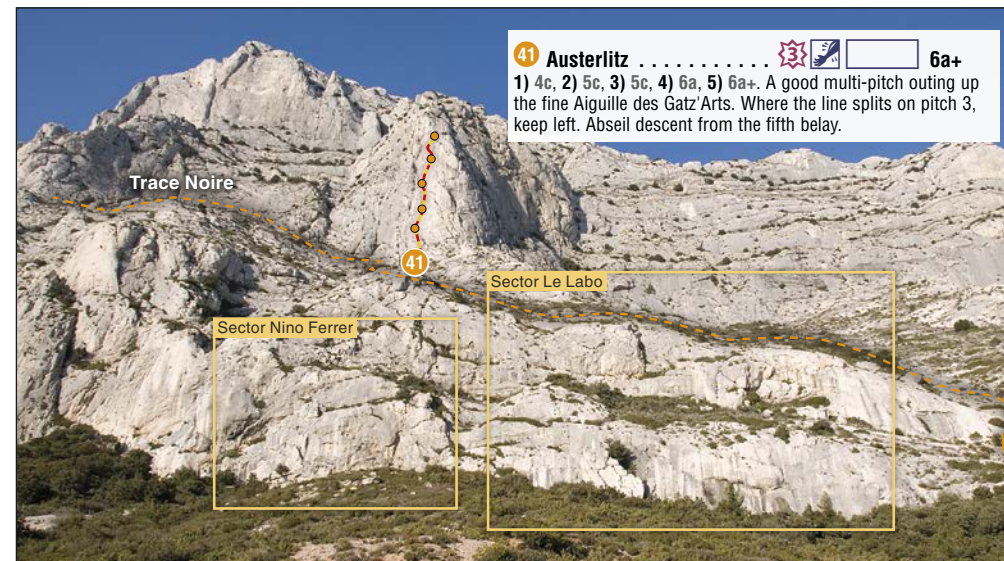 41 Austerlitz . . . . . . . . . . . 3 6a+
1) 4c, 2) 5c, 3) 5c, 4) 6a, 5) 6a+. A good multi-pitch outing up
the fine Aiguille des Gatz'Arts. Where the line splits on pitch 3,
keep left. Abseil descent from the fifth belay.
Trace Noire
41
Sector Le Labo
Sector Nino Ferrer